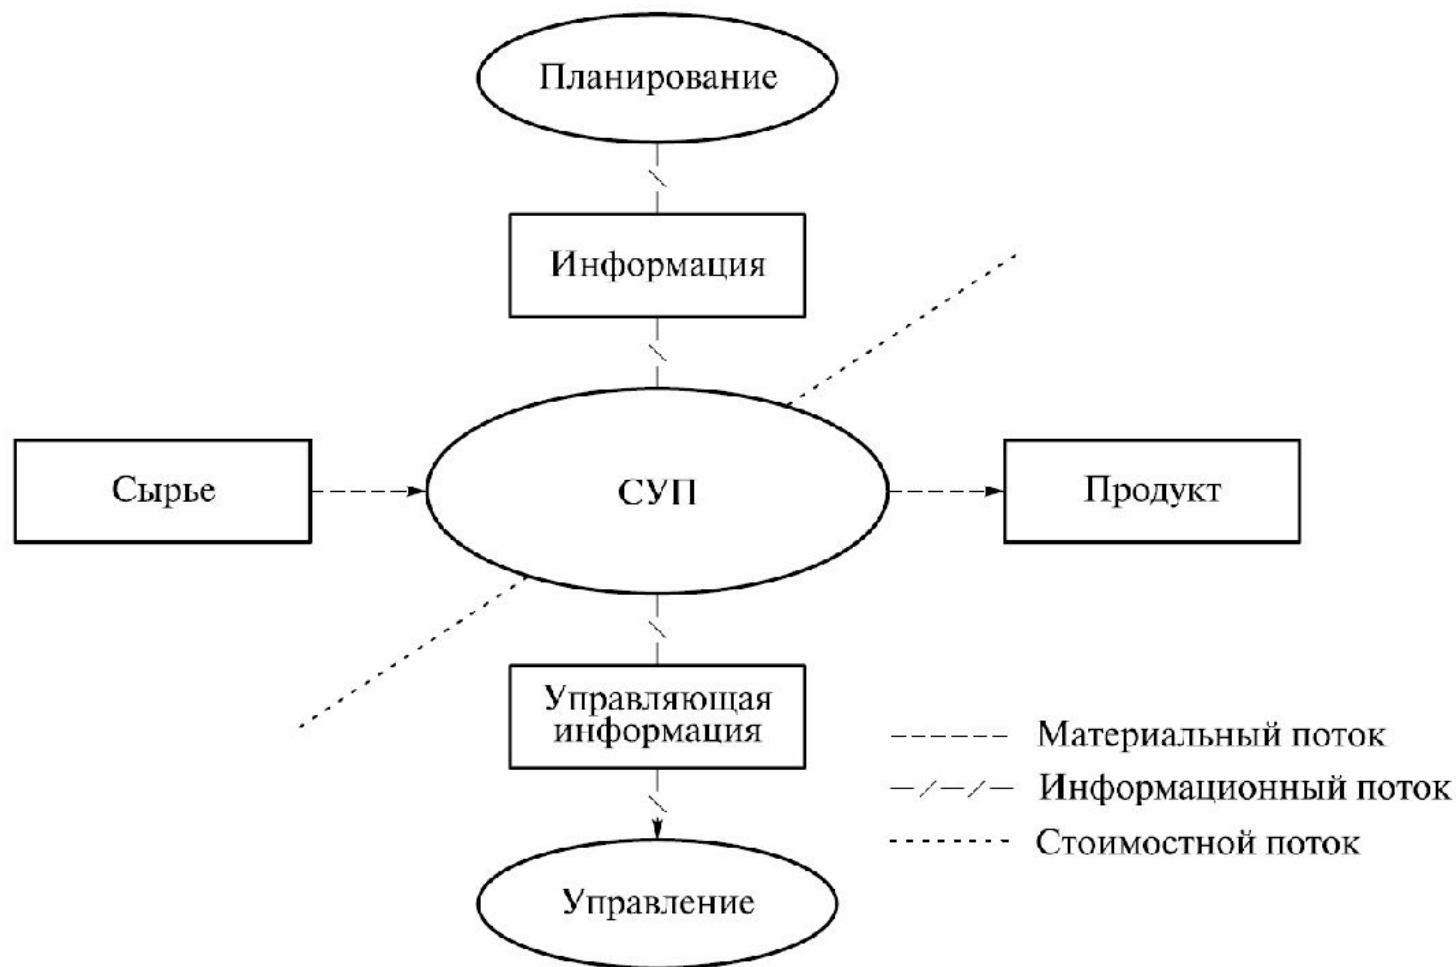 Планирование
Информация
Сырье
СУП
Продукт
Управляющая
информация
Материальный поток
Информационный поток
Стоимостной поток
Управление